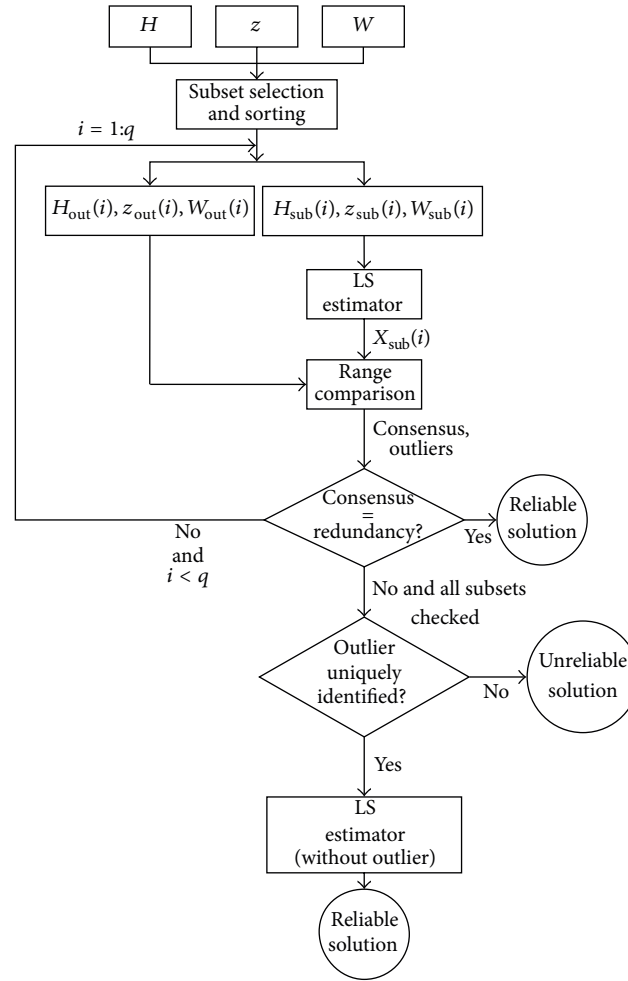 H
z
W
Subset selection
and sorting
i = 1:q
H_out(i), z_out(i), W_out(i)
H_sub(i), z_sub(i), W_sub(i)
LS
estimator
X_sub(i)
Range
comparison
Consensus,
outliers
Consensus
=
redundancy?
Yes
Reliable
solution
No
and
i < q
No and all subsets
checked
Outlier
uniquely
identified?
No
Unreliable
solution
Yes
LS
estimator
(without outlier)
Reliable
solution